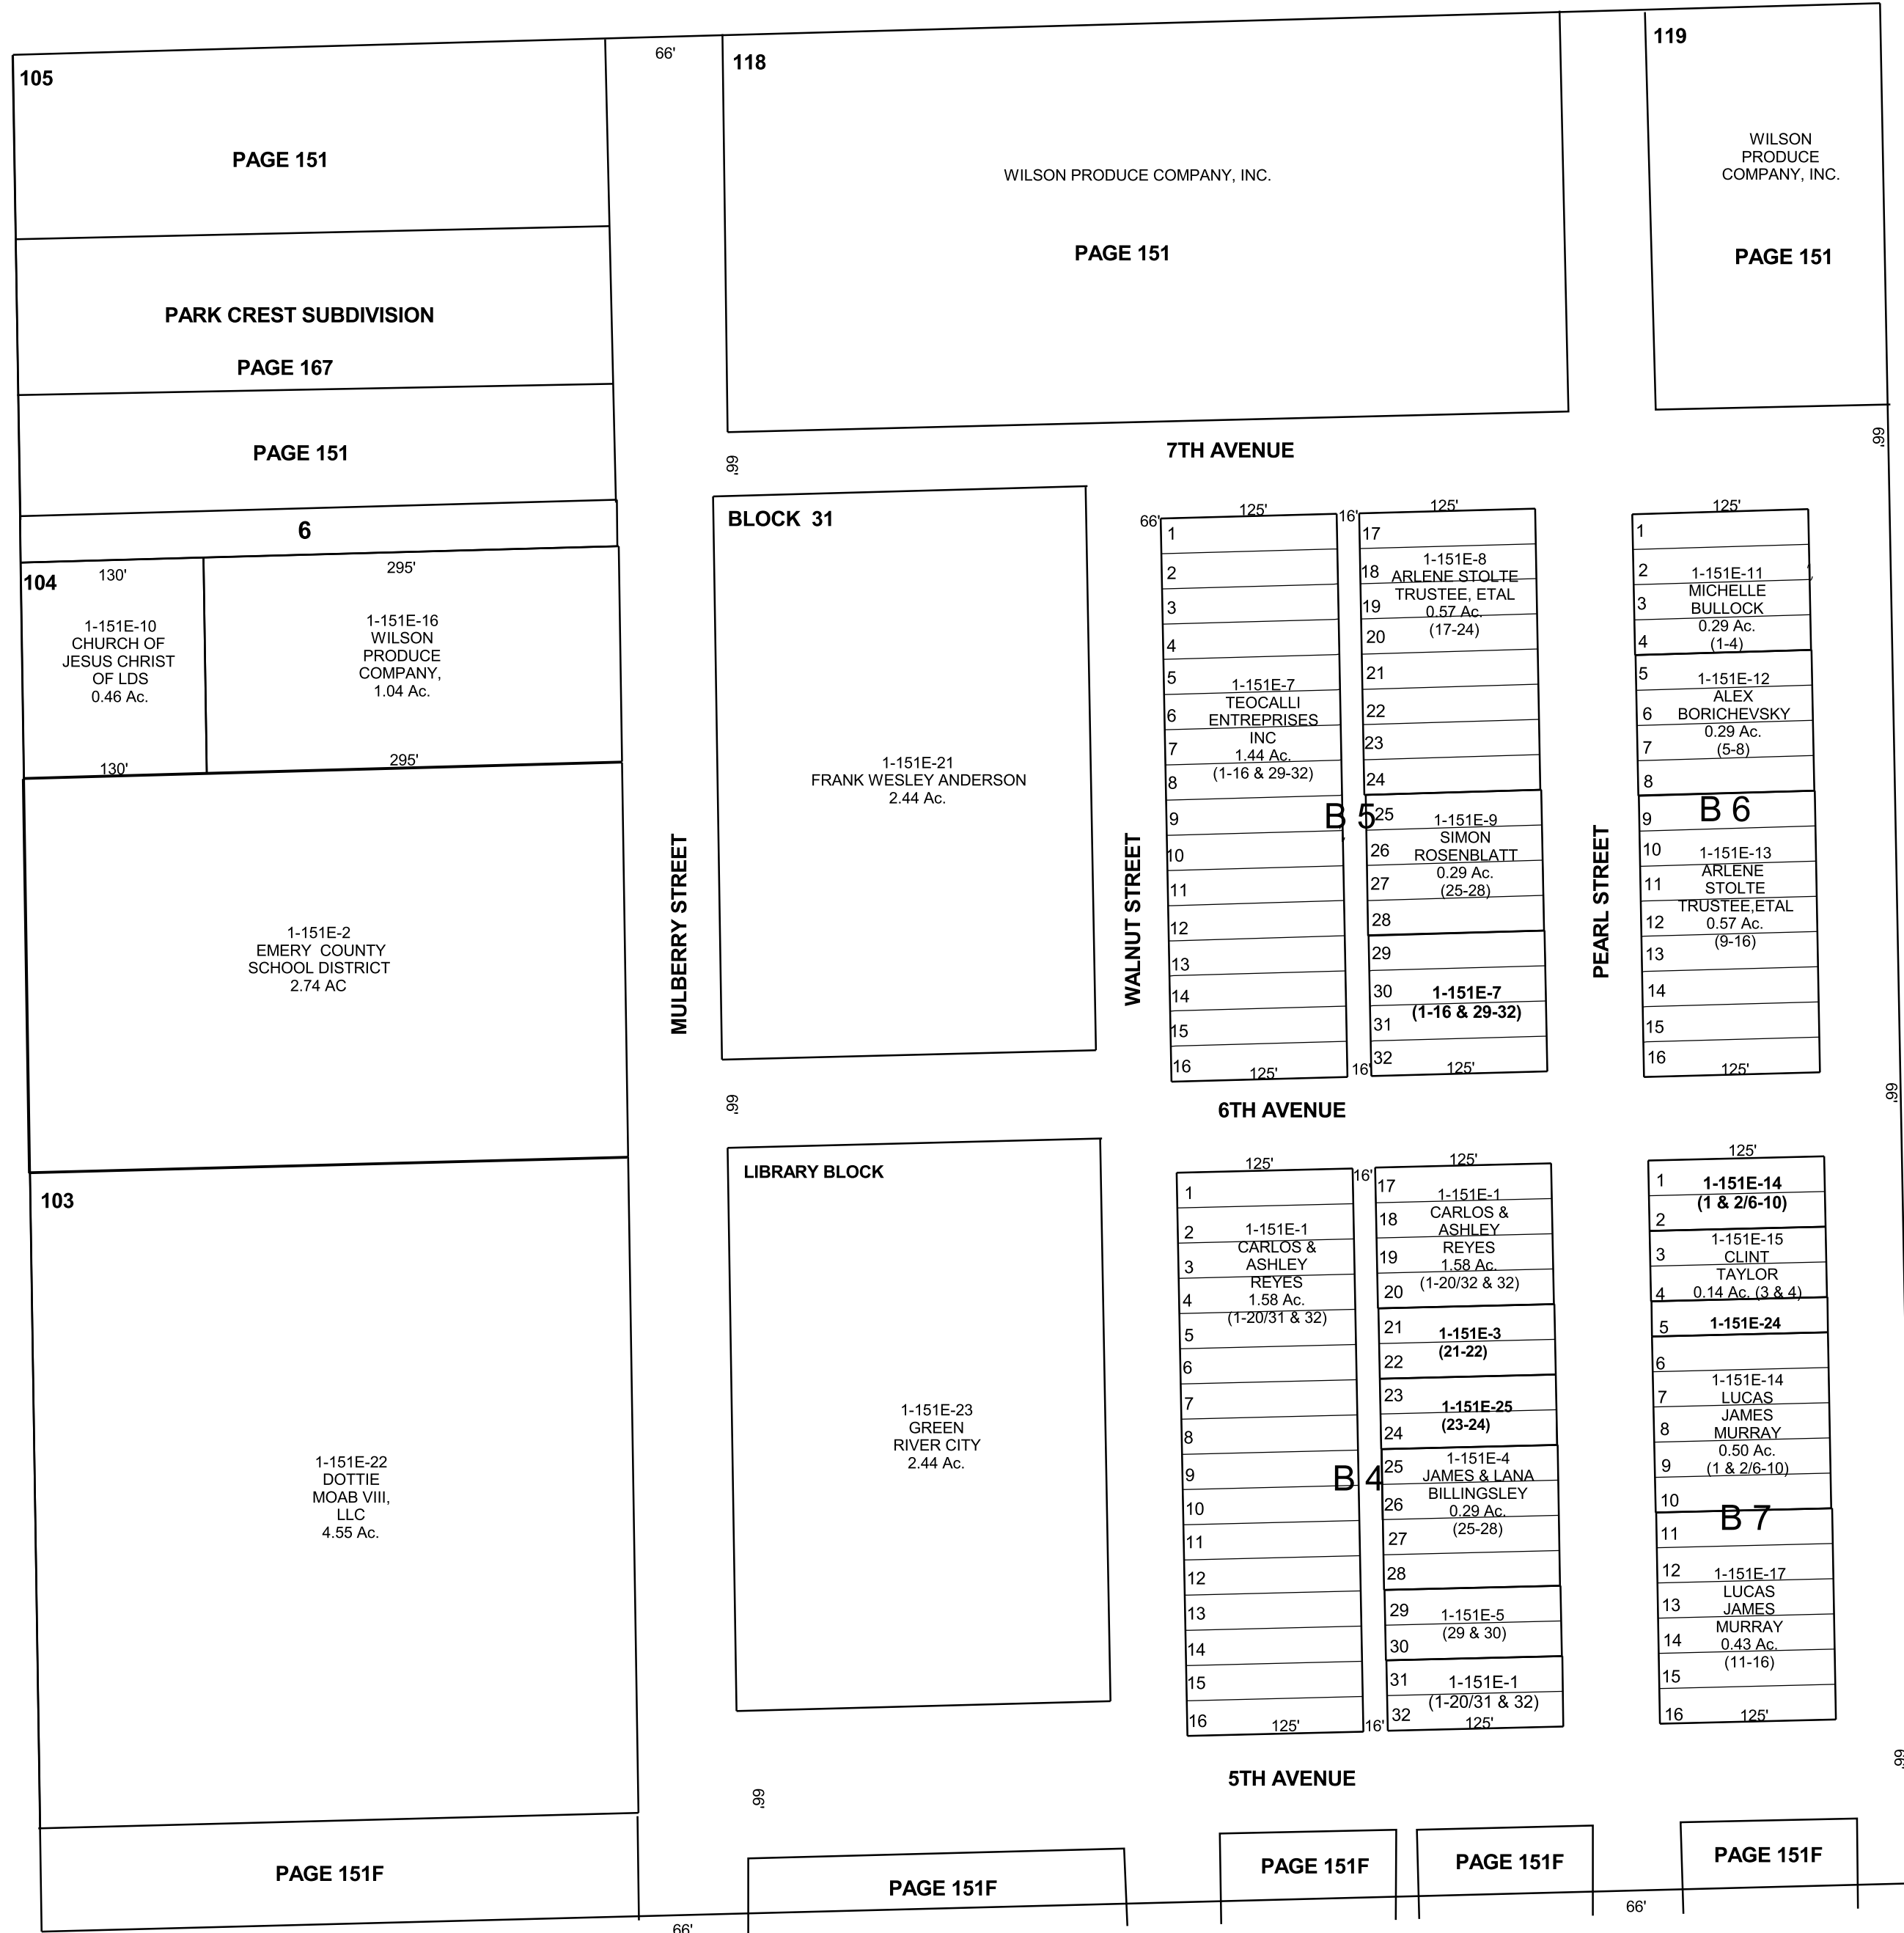 105
PAGE 151
PARK CREST SUBDIVISION
PAGE 167
PAGE 151
6
104
130'
295'
1-151E-10
CHURCH OF
JESUS CHRIST
OF LDS
0.46 Ac.
1-151E-16
WILSON
PRODUCE
COMPANY,
1.04 Ac.
130'
295'
1-151E-2
EMERY COUNTY
SCHOOL DISTRICT
2.74 AC
103
1-151E-22
DOTTIE
MOAB VIII,
LLC
4.55 Ac.
PAGE 151F
66'
MULBERRY STREET
66'
118
WILSON PRODUCE COMPANY, INC.
PAGE 151
119
WILSON
PRODUCE
COMPANY, INC.
PAGE 151
66'
66'
7TH AVENUE
BLOCK 31
1-151E-21
FRANK WESLEY ANDERSON
2.44 Ac.
66'
LIBRARY BLOCK
1-151E-23
GREEN
RIVER CITY
2.44 Ac.
66'
PAGE 151F
WALNUT STREET
66'
125'
16'
1
2
3
4
5
6
7
8
9
10
11
12
13
14
15
16
1-151E-7
TEOCALLI
ENTREPRISES
INC
1.44 Ac.
(1-16 & 29-32)
125'
16'
B 5
125'
17
18
19
20
21
22
23
24
25
26
27
28
29
30
31
32
1-151E-8
ARLENE STOLTE
TRUSTEE, ETAL
0.57 Ac.
(17-24)
1-151E-9
SIMON
ROSENBLATT
0.29 Ac.
(25-28)
1-151E-7
(1-16 & 29-32)
125'
PEARL STREET
125'
1
2
3
4
5
6
7
8
9
10
11
12
13
14
15
16
1-151E-11
MICHELLE
BULLOCK
0.29 Ac.
(1-4)
1-151E-12
ALEX
BORICHEVSKY
0.29 Ac.
(5-8)
B 6
1-151E-13
ARLENE
STOLTE
TRUSTEE,ETAL
0.57 Ac.
(9-16)
125'
66'
6TH AVENUE
125'
16'
1
2
3
4
5
6
7
8
9
10
11
12
13
14
15
16
1-151E-1
CARLOS &
ASHLEY
REYES
1.58 Ac.
(1-20/31 & 32)
125'
16'
B 4
125'
17
18
19
20
21
22
23
24
25
26
27
28
29
30
31
32
1-151E-1
CARLOS &
ASHLEY
REYES
1.58 Ac.
(1-20/32 & 32)
1-151E-3
(21-22)
1-151E-25
(23-24)
1-151E-4
JAMES & LANA
BILLINGSLEY
0.29 Ac.
(25-28)
1-151E-5
(29 & 30)
1-151E-1
(1-20/31 & 32)
125'
125'
1
2
3
4
5
6
7
8
9
10
11
12
13
14
15
16
1-151E-14
(1 & 2/6-10)
1-151E-15
CLINT
TAYLOR
0.14 Ac. (3 & 4)
1-151E-24
1-151E-14
LUCAS
JAMES
MURRAY
0.50 Ac.
(1 & 2/6-10)
B 7
1-151E-17
LUCAS
JAMES
MURRAY
0.43 Ac.
(11-16)
125'
66'
5TH AVENUE
PAGE 151F
PAGE 151F
PAGE 151F
66'